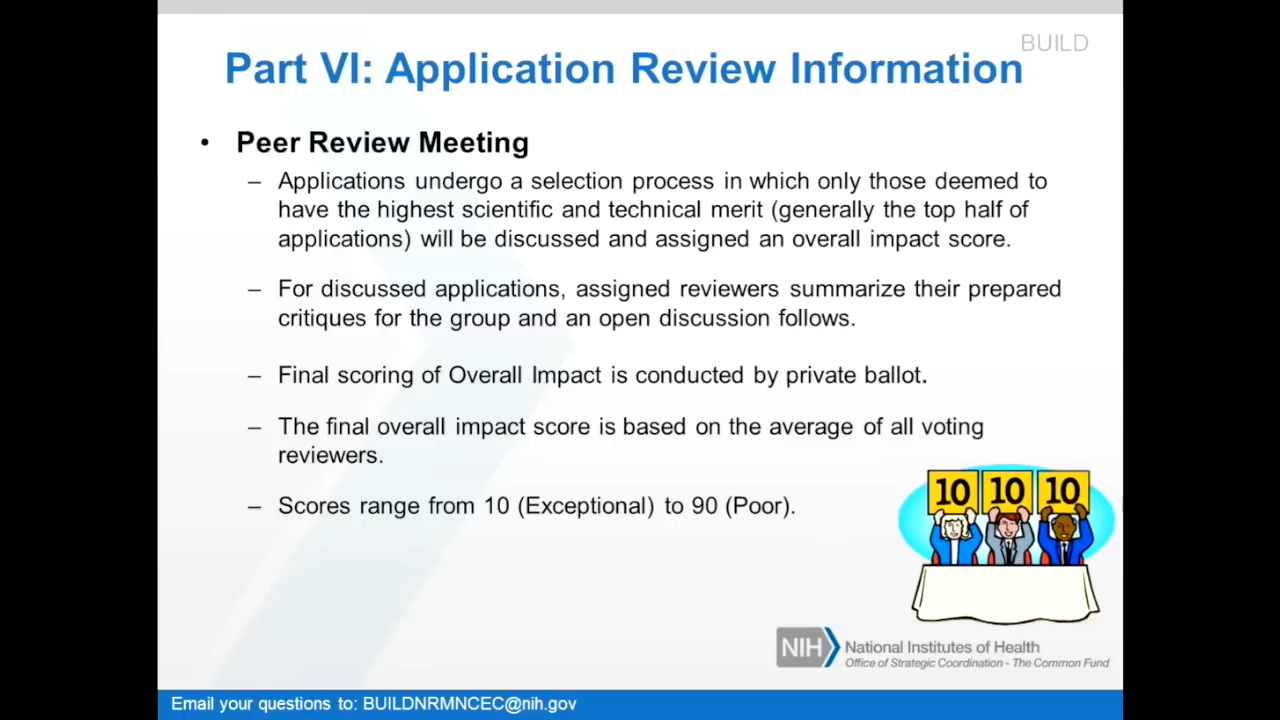 BUILD
Part VI: Application Review Information
• Peer Review Meeting
– Applications undergo a selection process in which only those deemed to
have the highest scientific and technical merit (generally the top half of
applications) will be discussed and assigned an overall impact score.
– For discussed applications, assigned reviewers summarize their prepared
critiques for the group and an open discussion follows.
– Final scoring of Overall Impact is conducted by private ballot.
– The final overall impact score is based on the average of all voting
reviewers.
– Scores range from 10 (Exceptional) to 90 (Poor).
10 10 10
NIH National Institutes of Health
Office of Strategic Coordination - The Common Fund
Email your questions to: BUILDNRMNCEC@nih.gov